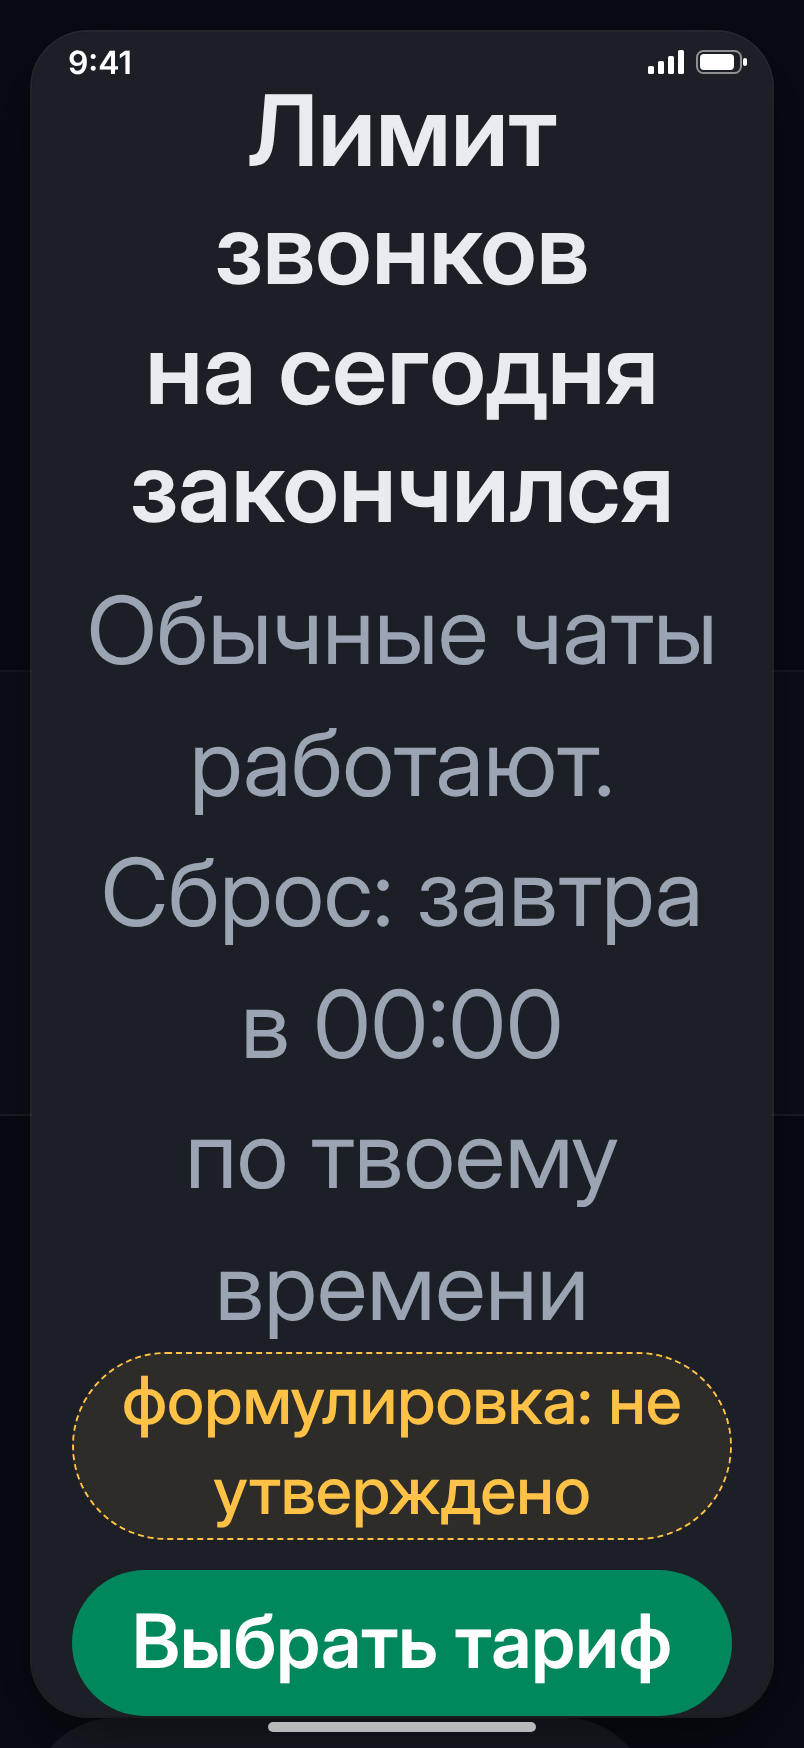 9:41
Лимит
звонков
на сегодня
закончился
Обычные чаты
работают.
Сброс: завтра
в 00:00
по твоему
времени
формулировка: не
утверждено
Выбрать тариф